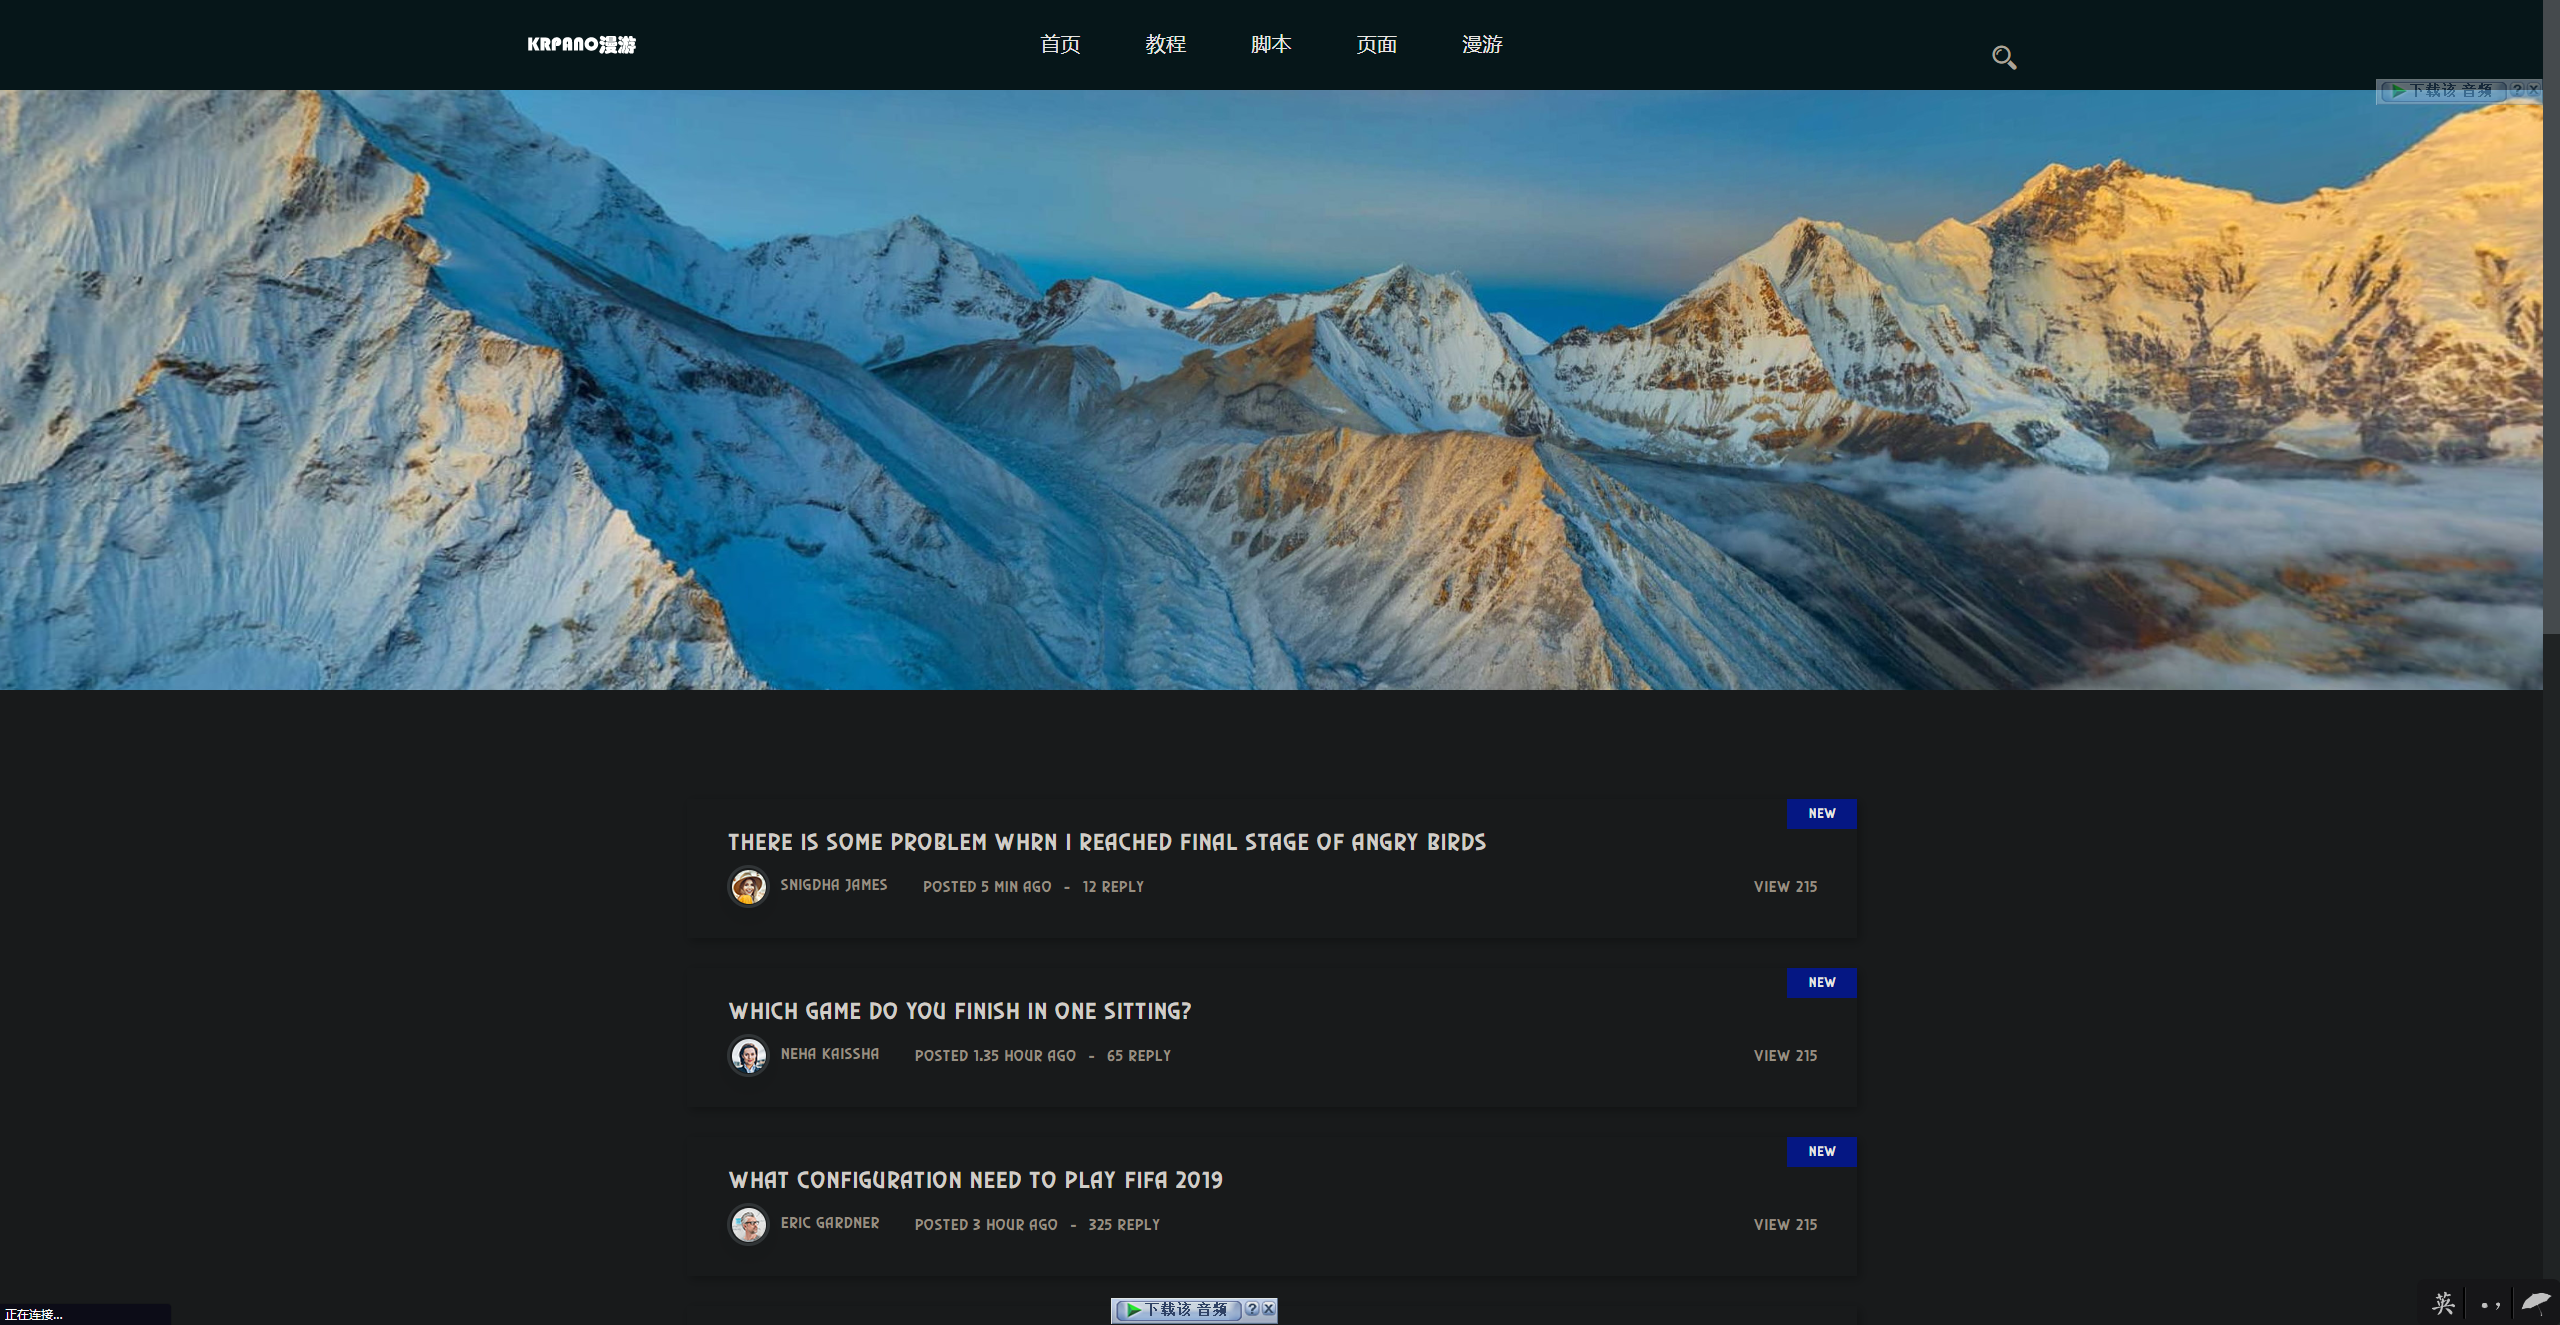 KRPANO漫游
首页 教程 脚本 页面 漫游
下载该 音频 ? x
NEW
THERE IS SOME PROBLEM WHRN I REACHED FINAL STAGE OF ANGRY BIRDS
SNIGDHA JAMES POSTED 5 MIN AGO - 12 REPLY VIEW 215
NEW
WHICH GAME DO YOU FINISH IN ONE SITTING?
NEHA KAISSHA POSTED 1.35 HOUR AGO - 65 REPLY VIEW 215
NEW
WHAT CONFIGURATION NEED TO PLAY FIFA 2019
ERIC GARDNER POSTED 3 HOUR AGO - 325 REPLY VIEW 215
下载该 音频 ? x
正在连接...
英 ·,